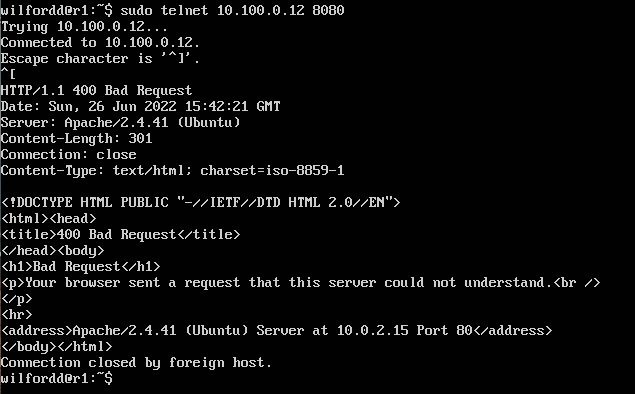 wilfordd@r1:~$ sudo telnet 10.100.0.12 8080
Trying 10.100.0.12...
Connected to 10.100.0.12.
Escape character is '^]'.
^[
HTTP/1.1 400 Bad Request
Date: Sun, 26 Jun 2022 15:42:21 GMT
Server: Apache/2.4.41 (Ubuntu)
Content-Length: 301
Connection: close
Content-Type: text/html; charset=iso-8859-1

<!DOCTYPE HTML PUBLIC "-//IETF//DTD HTML 2.0//EN">
<html><head>
<title>400 Bad Request</title>
</head><body>
<h1>Bad Request</h1>
<p>Your browser sent a request that this server could not understand.<br />
</p>
<hr>
<address>Apache/2.4.41 (Ubuntu) Server at 10.0.2.15 Port 80</address>
</body></html>
Connection closed by foreign host.
wilfordd@r1:~$